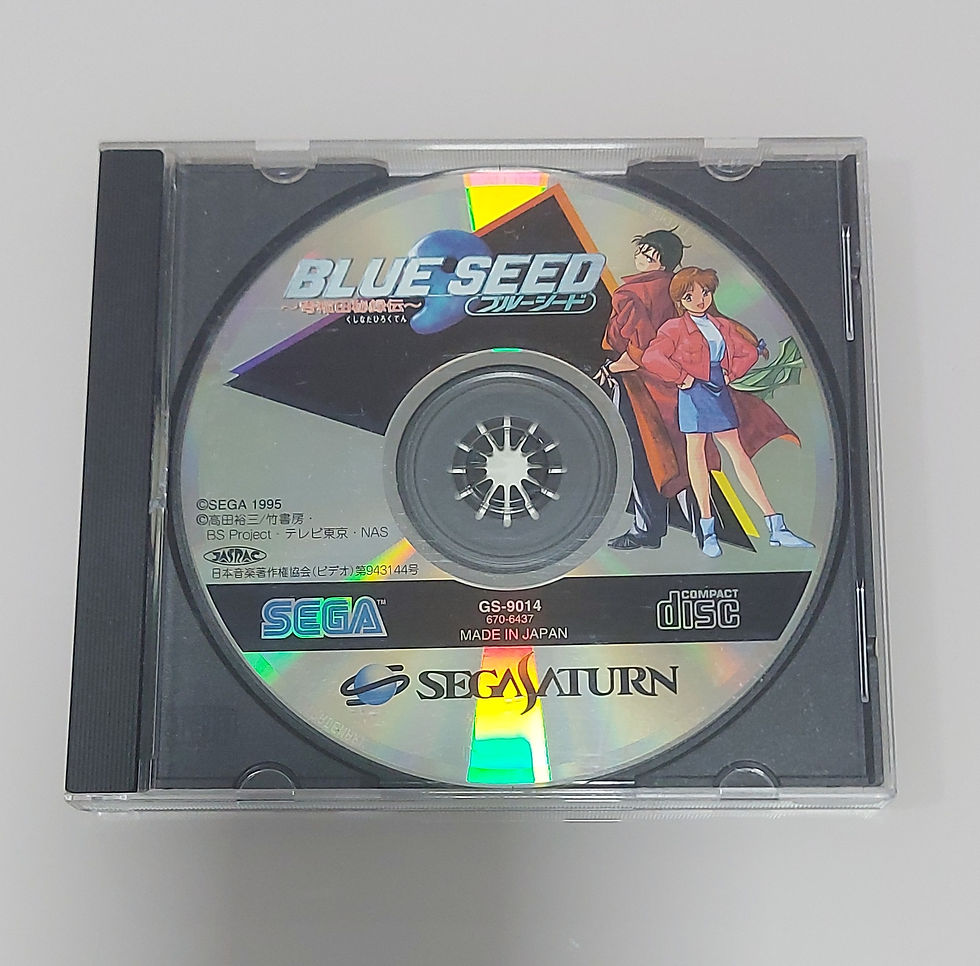 BLUE SEED
ブルーシード
～奇稲田秘録伝～
くしなだひろくてん
©SEGA 1995
©高田裕三/竹書房・
BS Project・テレビ東京・NAS
JASRAC
日本音楽著作権協会(ビデオ)第943144号
SEGA™
GS-9014
670-6437
MADE IN JAPAN
COMPACT
disc
SEGA SATURN